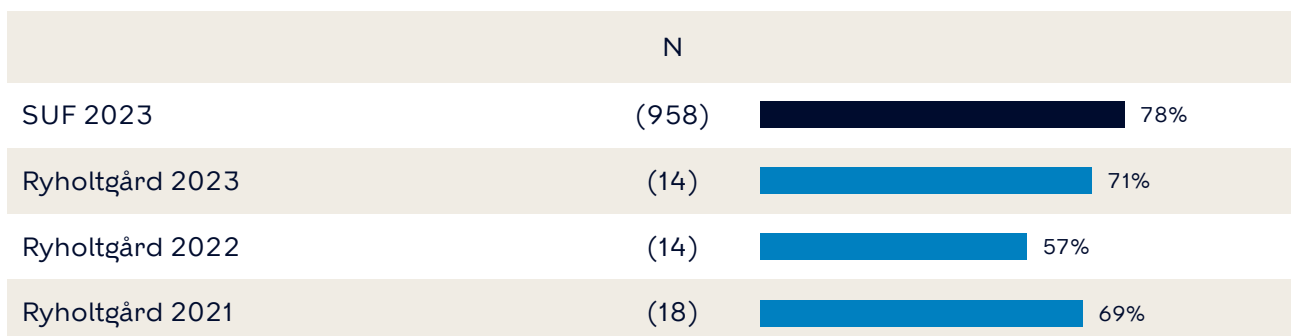 N
SUF 2023 (958) 78%
Ryholtgård 2023 (14) 71%
Ryholtgård 2022 (14) 57%
Ryholtgård 2021 (18) 69%